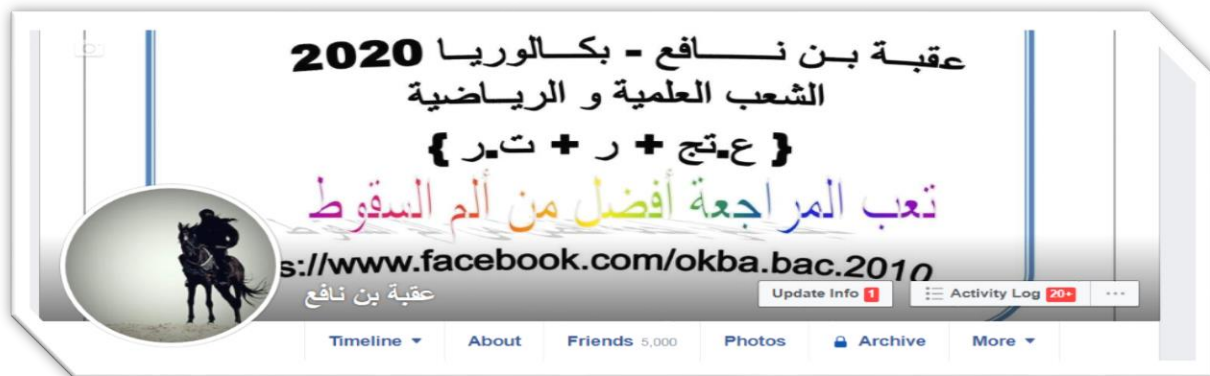 عقبة بن نافع - بكالوريا 2020
الشعب العلمية و الرياضية
{ ع.تج + ر + ت.ر }
تعب المراجعة أفضل من ألم السقوط
s://www.facebook.com/okba.bac.2010
عقبة بن نافع
Update Info 1 Activity Log 20+ ...
Timeline About Friends 5,000 Photos Archive More